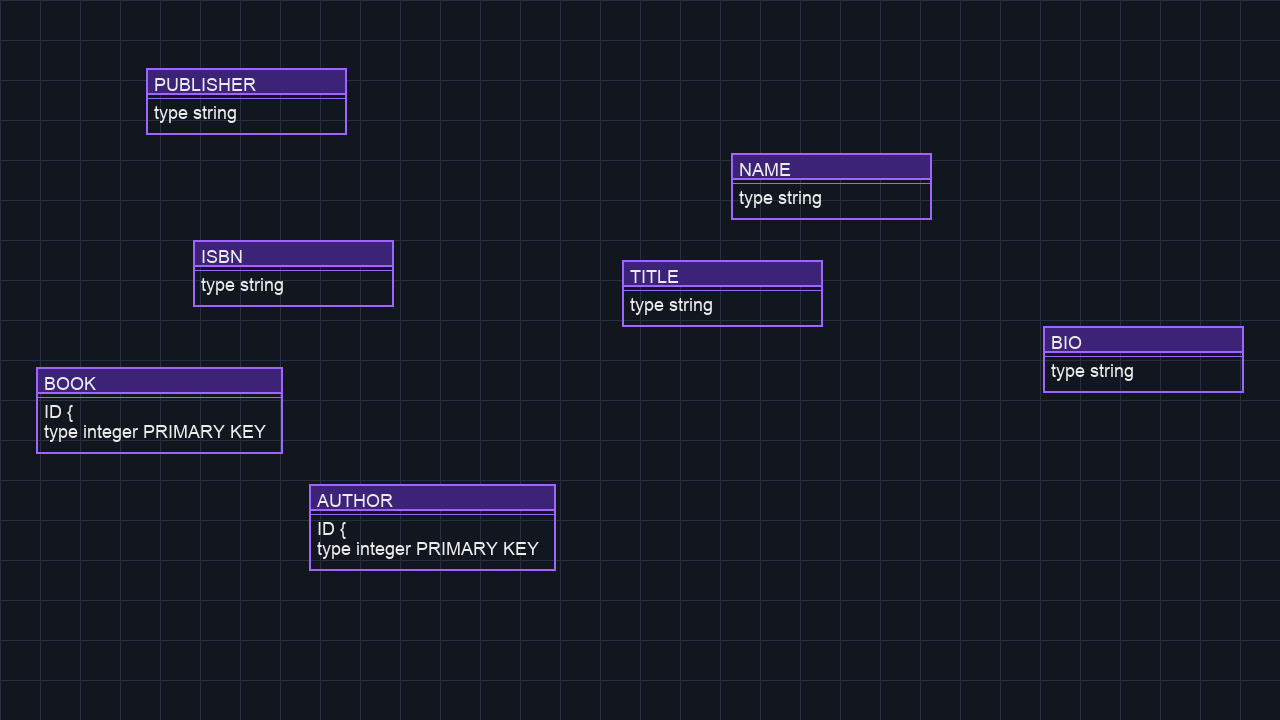 PUBLISHER
type string
NAME
type string
ISBN
type string
TITLE
type string
BIO
type string
BOOK
ID {
type integer PRIMARY KEY
AUTHOR
ID {
type integer PRIMARY KEY